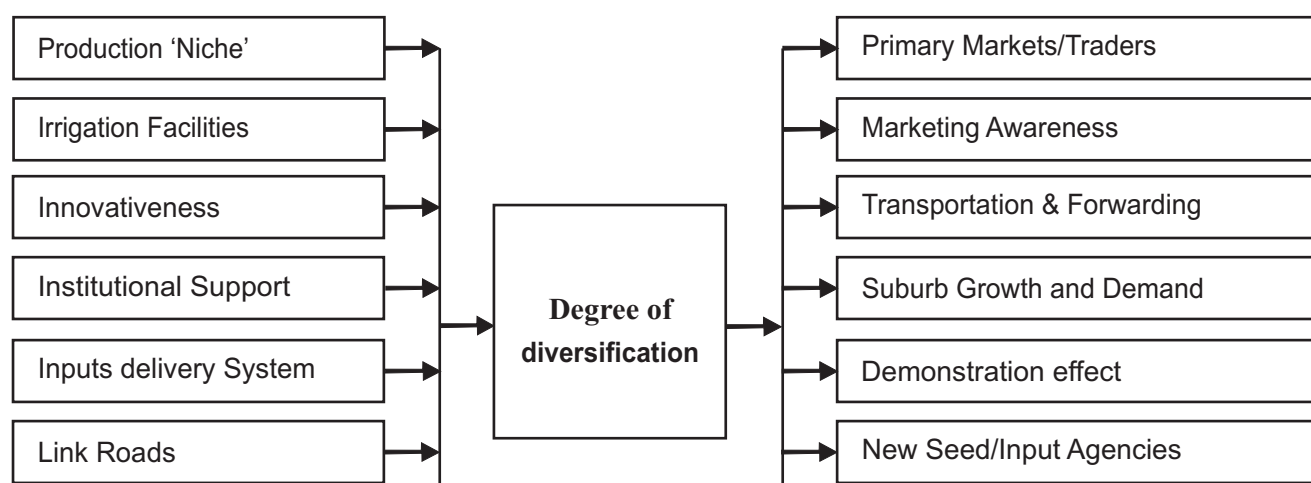 Production ‘Niche’
Irrigation Facilities
Innovativeness
Institutional Support
Inputs delivery System
Link Roads
Degree of
diversification
Primary Markets/Traders
Marketing Awareness
Transportation & Forwarding
Suburb Growth and Demand
Demonstration effect
New Seed/Input Agencies